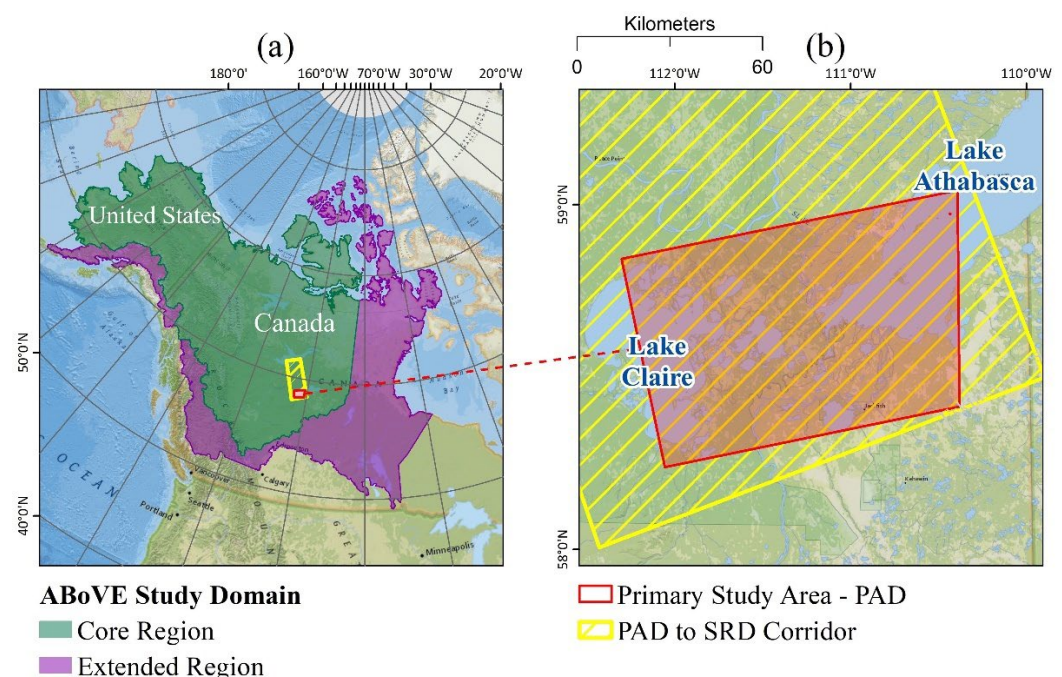 (a)
180°0'
160°0'W
70°0'W
30°0'W
20°0'W
50°0'N
40°0'N
United States
Canada
OCEAN
Vancouver
Calgary
Seattle
Portland
Minneapolis
ABoVE Study Domain
Core Region
Extended Region
Kilometers
0
60
(b)
112°0'W
111°0'W
110°0'W
59°0'N
58°0'N
Lake
Athabasca
Lake
Claire
Primary Study Area - PAD
PAD to SRD Corridor